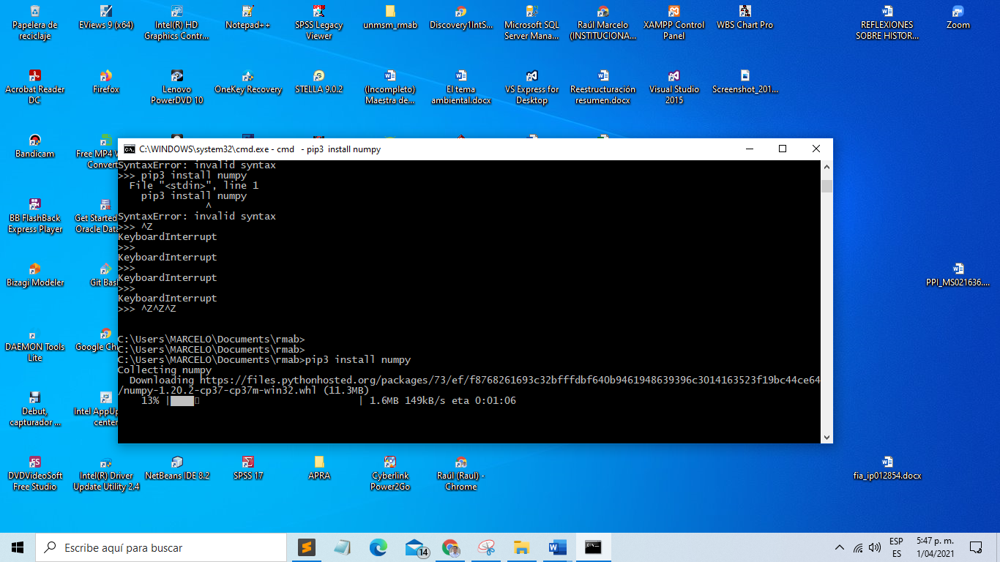 Papelera de
reciclaje
EViews 9 (x64)
Intel(R) HD
Graphics Contr...
Notepad++
SPSS Legacy
Viewer
unmsm_rmab
Discovery1IntS...
Microsoft SQL
Server Mana...
Raúl Marcelo
(INSTITUCIONA...
XAMPP Control
Panel
WBS Chart Pro
REFLEXIONES
SOBRE HISTOR...
Zoom
Acrobat Reader
DC
Firefox
Lenovo
PowerDVD 10
OneKey Recovery
STELLA 9.0.2
(Incompleto)
Maestra de...
El tema
ambiental.docx
VS Express for
Desktop
Reestructuración
resumen.docx
Visual Studio
2015
Screenshot_201...
Bandicam
Free MP4
Convert
C:\WINDOWS\system32\cmd.exe - cmd - pip3 install numpy
SyntaxError: invalid syntax
>>> pip3 install numpy
File "<stdin>", line 1
pip3 install numpy
^
SyntaxError: invalid syntax
>>> ^Z
KeyboardInterrupt
>>>
KeyboardInterrupt
>>>
KeyboardInterrupt
>>>
KeyboardInterrupt
>>> ^Z^Z^Z
C:\Users\MARCELO\Documents\rmab>
C:\Users\MARCELO\Documents\rmab>
C:\Users\MARCELO\Documents\rmab>pip3 install numpy
Collecting numpy
Downloading https://files.pythonhosted.org/packages/73/ef/f8768261693c32bfffdbf640b9461948639396c3014163523f19bc44ce64
/numpy-1.20.2-cp37-cp37m-win32.whl (11.3MB)
13% | | 1.6MB 149kB/s eta 0:01:06
BB FlashBack
Express Player
Get Started
Oracle Data
Bizagi Modeler
Git Bas
PPI_MS021636....
DAEMON Tools
Lite
Google Ch
Debut,
capturador ...
Intel AppUp
center
DVDVideoSoft
Free Studio
Intel(R) Driver
Update Utility 2.4
NetBeans IDE 8.2
SPSS 17
APRA
Cyberlink
Power2Go
Raúl (Raul) -
Chrome
fia_ip012854.docx
Escribe aquí para buscar
14
ESP
ES
5:47 p. m.
1/04/2021